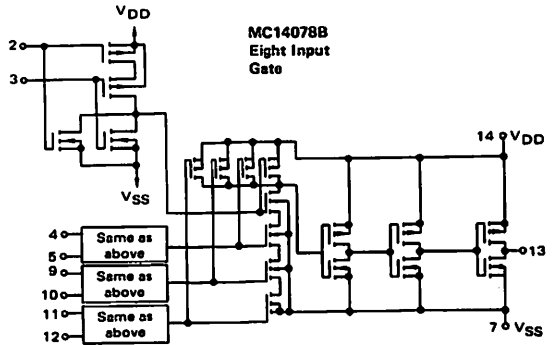 VDD
MC14078B
Eight Input
Gate
2
3
14 VDD
VSS
4
5
Same as
above
9
10
Same as
above
11
12
Same as
above
13
7 VSS